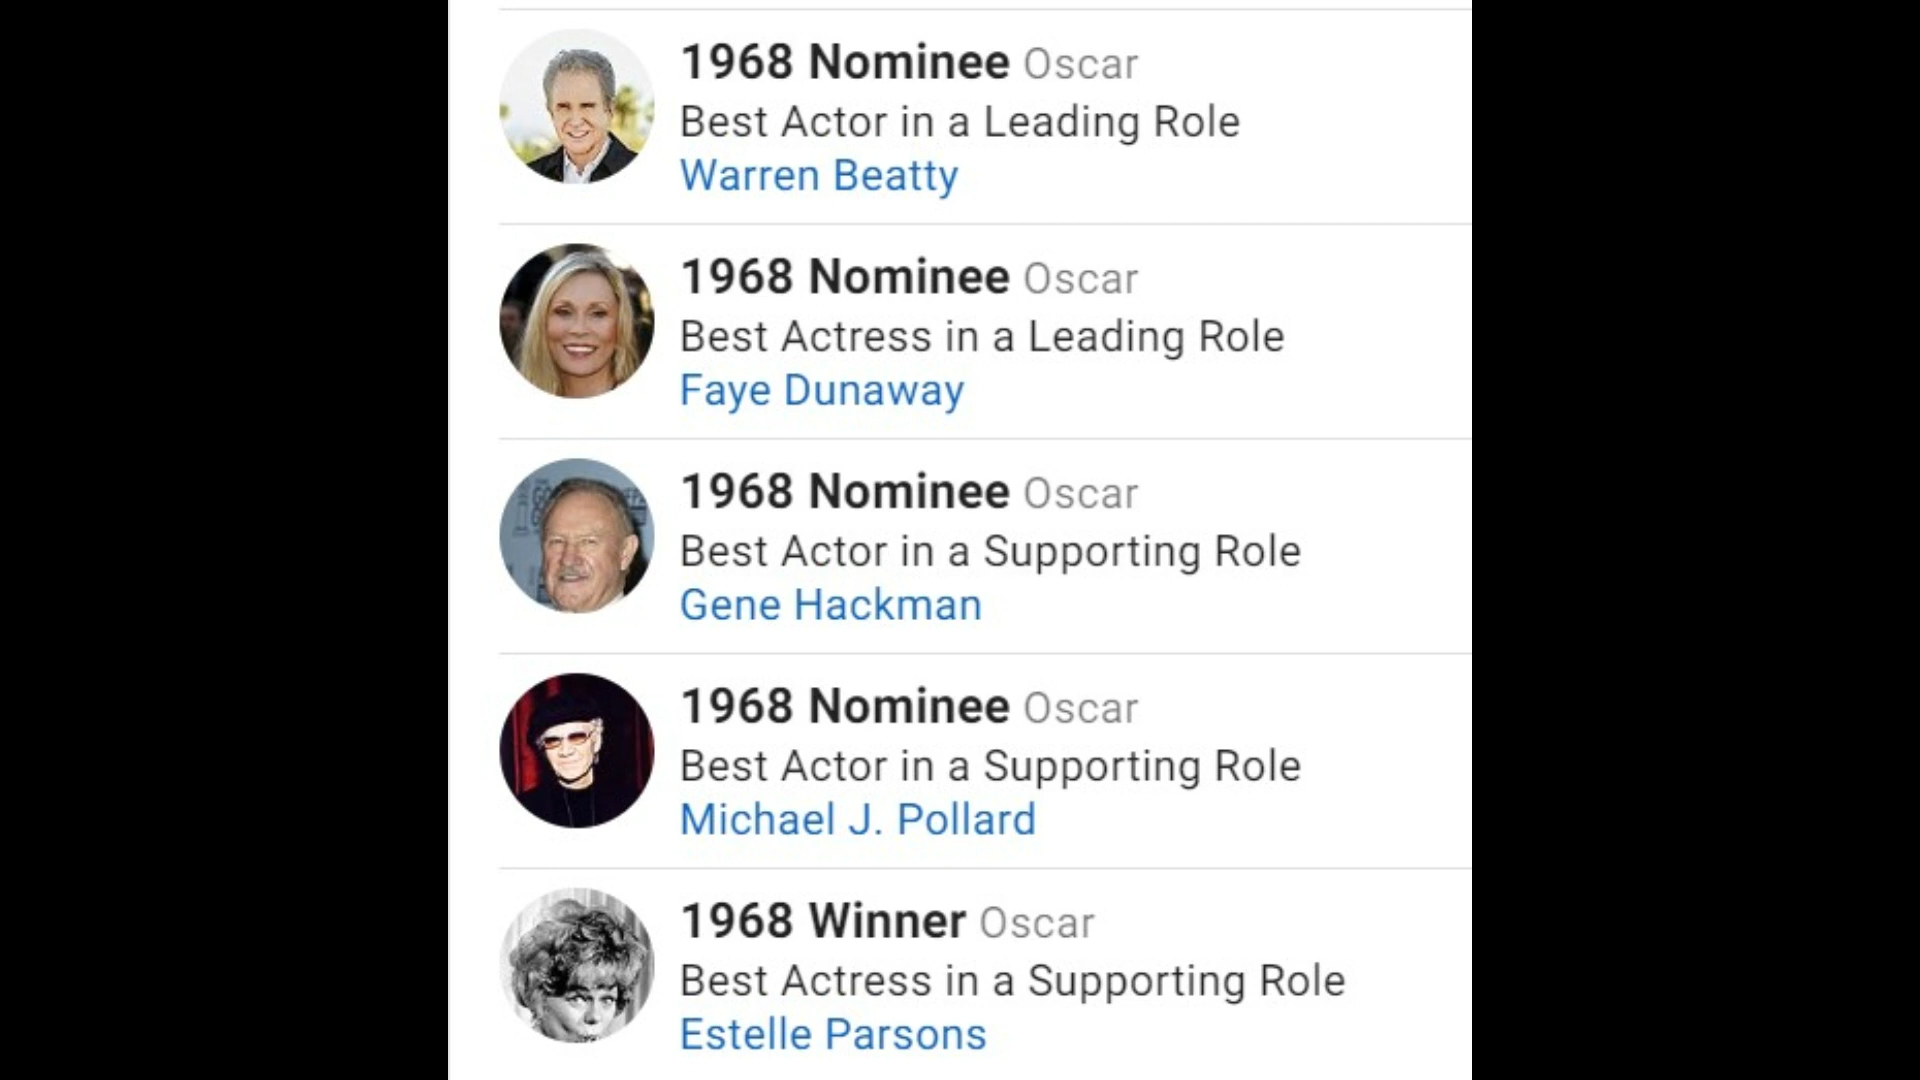 1968 Nominee Oscar
Best Actor in a Leading Role
Warren Beatty
1968 Nominee Oscar
Best Actress in a Leading Role
Faye Dunaway
1968 Nominee Oscar
Best Actor in a Supporting Role
Gene Hackman
1968 Nominee Oscar
Best Actor in a Supporting Role
Michael J. Pollard
1968 Winner Oscar
Best Actress in a Supporting Role
Estelle Parsons